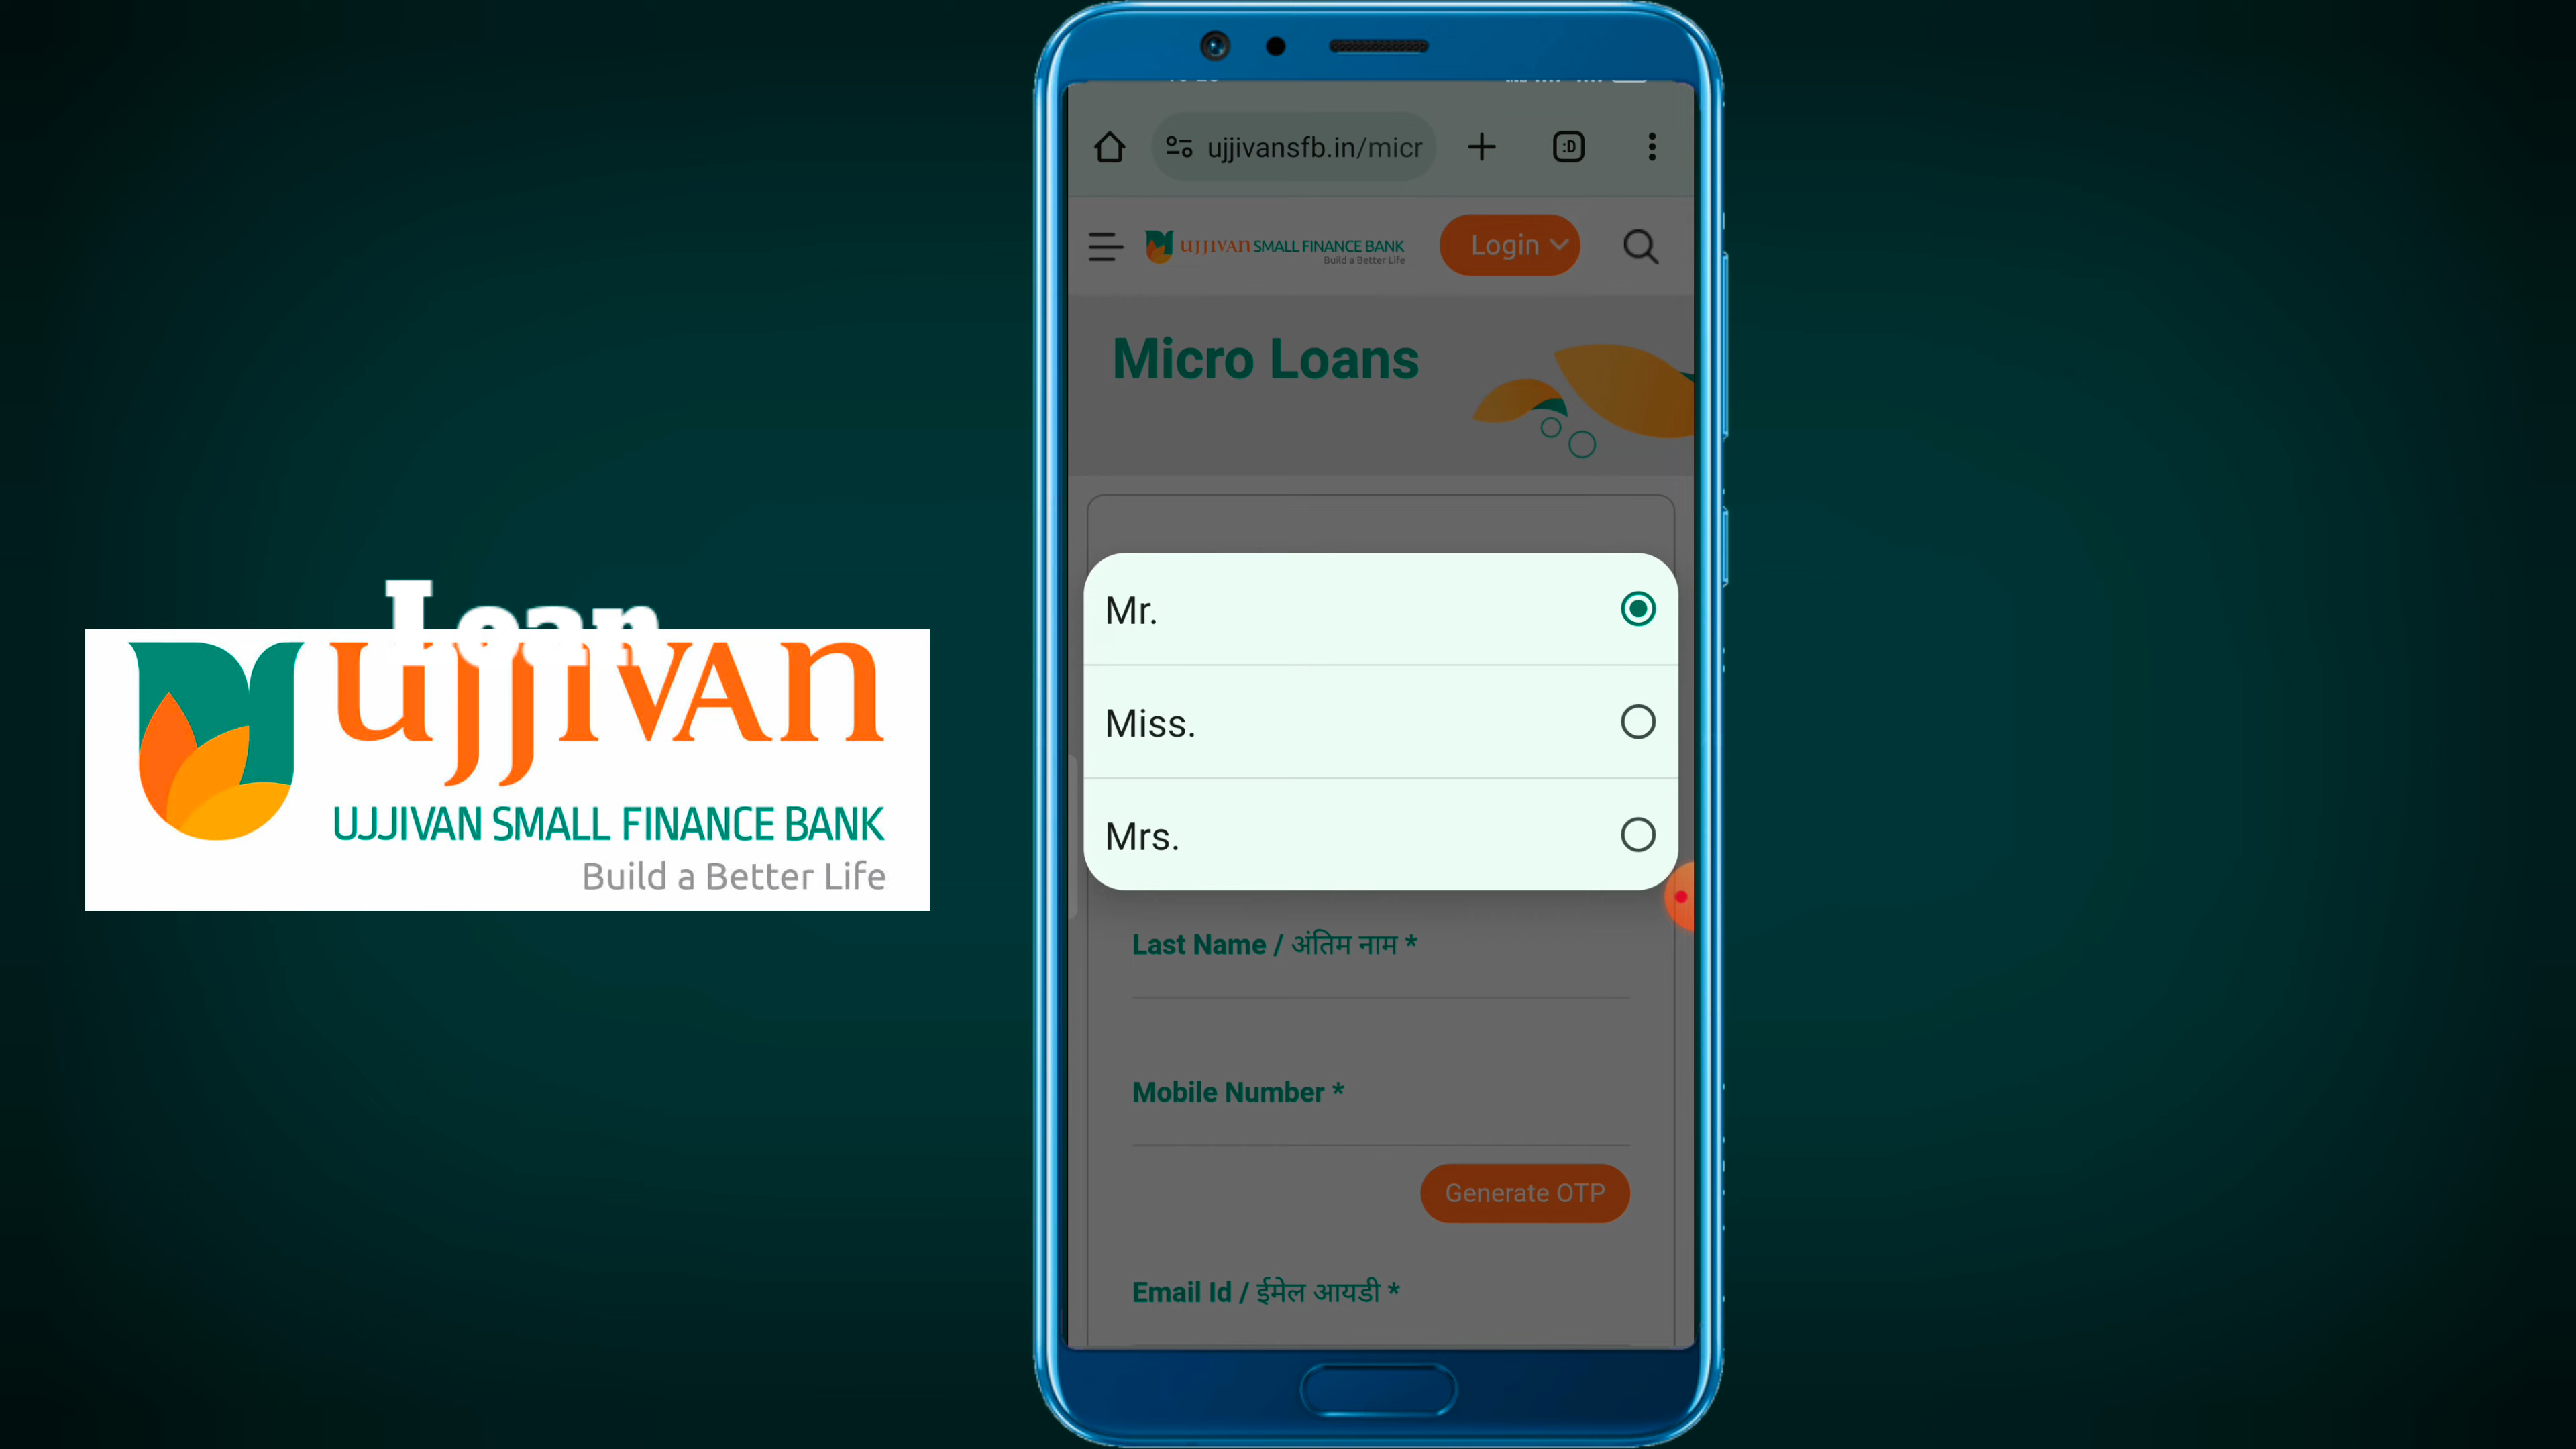 Loan
ujjivan
UJJIVAN SMALL FINANCE BANK
Build a Better Life
:D
ujjivansfb.in/micr
ujjivan SMALL FINANCE BANK
Build a Better Life
Login
Micro Loans
Mr.
Miss.
Mrs.
Last Name / अंतिम नाम *
Mobile Number *
Generate OTP
Email Id / ईमेल आयडी *